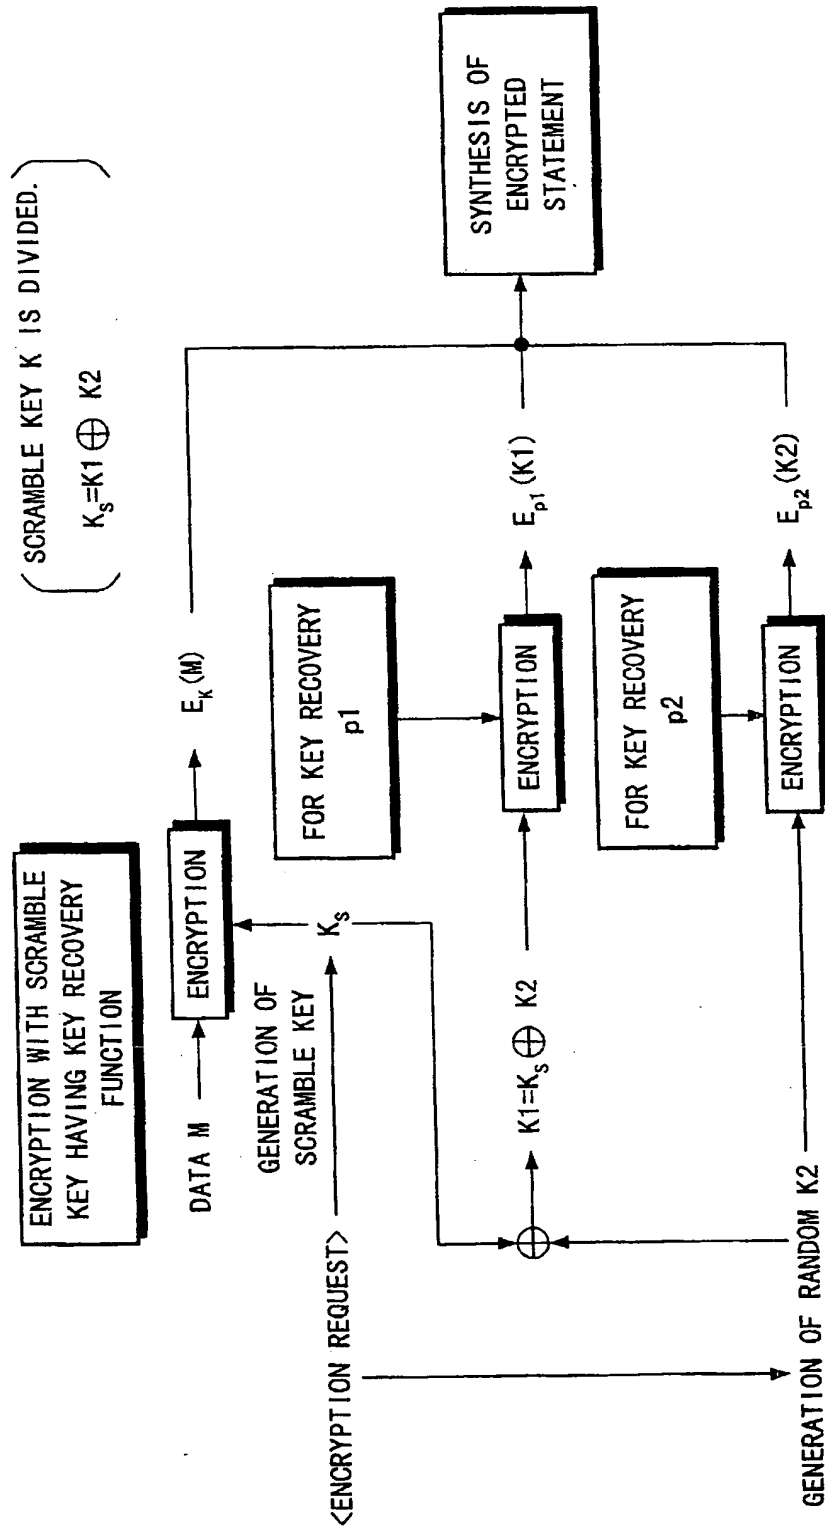 ENCRYPTION WITH SCRAMBLE
KEY HAVING KEY RECOVERY
FUNCTION
(SCRAMBLE KEY K IS DIVIDED.
K_S=K1 ⊕ K2)
DATA M
ENCRYPTION
E_K(M)
GENERATION OF
SCRAMBLE KEY
<ENCRYPTION REQUEST>
K_S
FOR KEY RECOVERY
p1
SYNTHESIS OF
ENCRYPTED
STATEMENT
⊕
K1=K_S ⊕ K2
ENCRYPTION
E_p1(K1)
FOR KEY RECOVERY
p2
GENERATION OF RANDOM K2
ENCRYPTION
E_p2(K2)